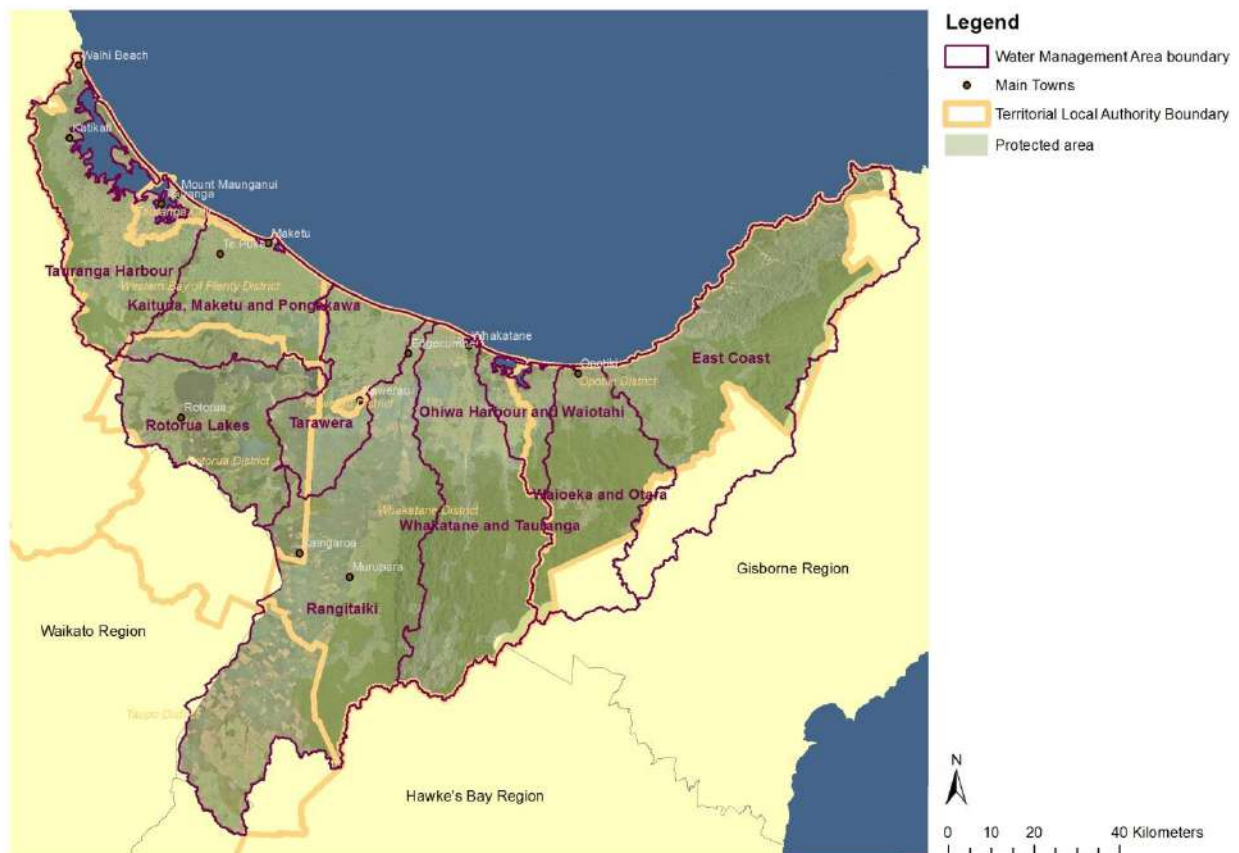 Legend
Water Management Area boundary
Main Towns
Territorial Local Authority Boundary
Protected area
Waihi Beach
Katikati
Mount Maunganui
Tauranga
Te Puke
Maketu
Tauranga Harbour
Western Bay of Plenty District
Kaituna, Maketu and Pongakawa
Whakatane
Edgecumbe
Opotiki
Opotiki District
East Coast
Kawerau
Rotorua
Ohiwa Harbour and Waiotahi
Rotorua Lakes
Tarawera
Rotorua District
Waioeka and Otara
Whakatane District
Whakatane and Tauranga
Kaingaroa
Murupara
Gisborne Region
Rangitaiki
Waikato Region
Taupo District
Hawke's Bay Region
N
0 10 20 40 Kilometers